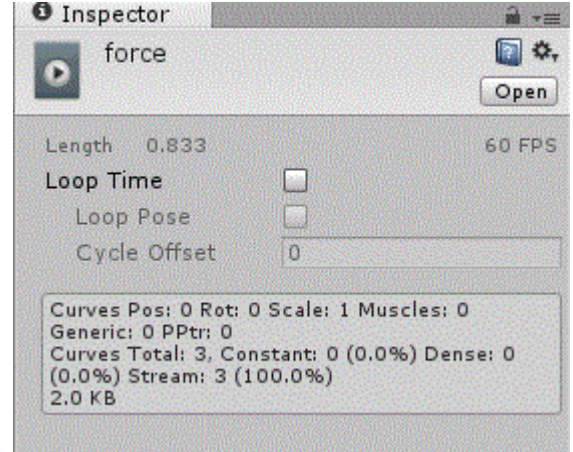 Inspector
force
Open
Length 0.833 60 FPS
Loop Time
Loop Pose
Cycle Offset 0
Curves Pos: 0 Rot: 0 Scale: 1 Muscles: 0
Generic: 0 PPtr: 0
Curves Total: 3, Constant: 0 (0.0%) Dense: 0
(0.0%) Stream: 3 (100.0%)
2.0 KB